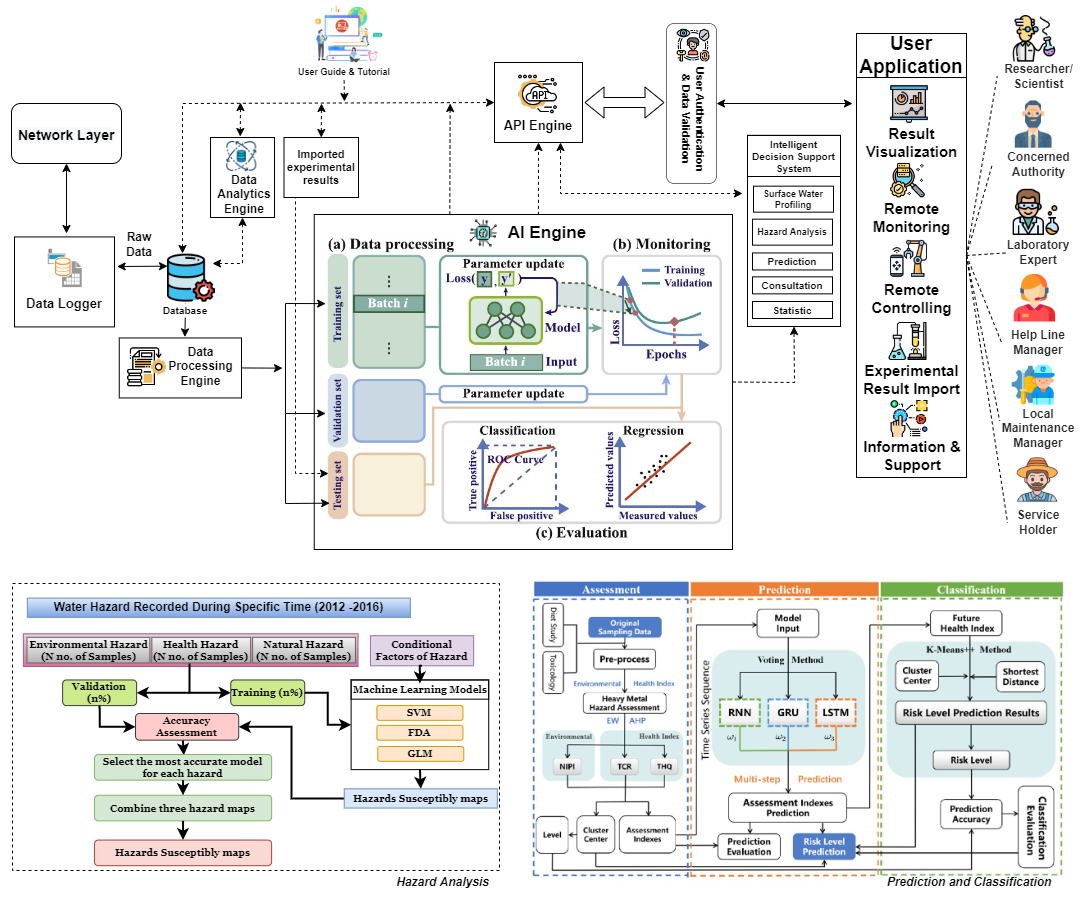 User Guide & Tutorial
Network Layer
Data
Analytics
Engine
Imported
experimental
results
API
API Engine
User Authentication
& Data Validation
User
Application
Result
Visualization
Remote
Monitoring
Remote
Controlling
Experimental
Result Import
Information &
Support
Researcher/
Scientist
Concerned
Authority
Laboratory
Expert
Help Line
Manager
Local
Maintenance
Manager
Service
Holder
Intelligent
Decision Support
System
Surface Water
Profiling
Hazard Analysis
Prediction
Consultation
Statistic
Raw
Data
Data Logger
Database
Data
Processing
Engine
AI Engine
(a) Data processing
(b) Monitoring
Training set
Batch i
Parameter update
Loss( y , y′ )
Model
Batch i
Input
Training
Validation
Loss
Epochs
Validation set
Parameter update
Testing set
Classification
ROC Curve
True positive
False positive
Regression
Predicted values
Measured values
(c) Evaluation
Water Hazard Recorded During Specific Time (2012 -2016)
Environmental Hazard
(N no. of Samples)
Health Hazard
(N no. of Samples)
Natural Hazard
(N no. of Samples)
Conditional
Factors of Hazard
Validation
(n%)
Training (n%)
Machine Learning Models
SVM
FDA
GLM
Accuracy
Assessment
Select the most accurate model
for each hazard
Hazards Susceptibly maps
Combine three hazard maps
Hazards Susceptibly maps
Hazard Analysis
Assessment
Prediction
Classification
Diet Study
Toxicology
Original
Sampling Data
Pre-process
Environmental
Health Index
Heavy Metal
Hazard Assessment
EW
AHP
Environmental
Health Index
NIPI
TCR
THQ
Level
Cluster
Center
Assessment
Indexes
Time Series Sequence
Model
Input
Voting Method
RNN
GRU
LSTM
ω1
ω2
ω3
Multi-step
Prediction
Assessment Indexes
Prediction
Prediction
Evaluation
Risk Level
Prediction
Future
Health Index
K-Means++ Method
Cluster
Center
Shortest
Distance
Risk Level Prediction Results
Risk Level
Prediction
Accuracy
Classification
Evaluation
Prediction and Classification